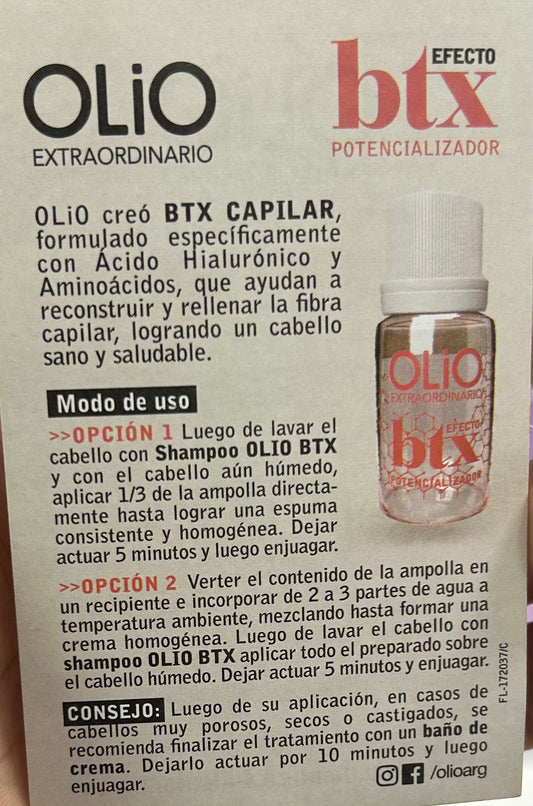 OLiO
EXTRAORDINARIO
EFECTO
btx
POTENCIALIZADOR
OLiO creó BTX CAPILAR,
formulado específicamente
con Ácido Hialurónico y
Aminoácidos, que ayudan a
reconstruir y rellenar la fibra
capilar, logrando un cabello
sano y saludable.
OLiO
EXTRAORDINARIO
EFECTO
btx
POTENCIALIZADOR
Modo de uso
>>OPCIÓN 1 Luego de lavar el
cabello con Shampoo OLIO BTX
y con el cabello aún húmedo,
aplicar 1/3 de la ampolla directa-
mente hasta lograr una espuma
consistente y homogénea. Dejar
actuar 5 minutos y luego enjuagar.
>>OPCIÓN 2 Verter el contenido de la ampolla en
un recipiente e incorporar de 2 a 3 partes de agua a
temperatura ambiente, mezclando hasta formar una
crema homogénea. Luego de lavar el cabello con
shampoo OLIO BTX aplicar todo el preparado sobre
el cabello húmedo. Dejar actuar 5 minutos y enjuagar.
CONSEJO: Luego de su aplicación, en casos de
cabellos muy porosos, secos o castigados, se
recomienda finalizar el tratamiento con un baño de
crema. Dejarlo actuar por 10 minutos y luego
enjuagar.
/olioarg
FL-172037/C